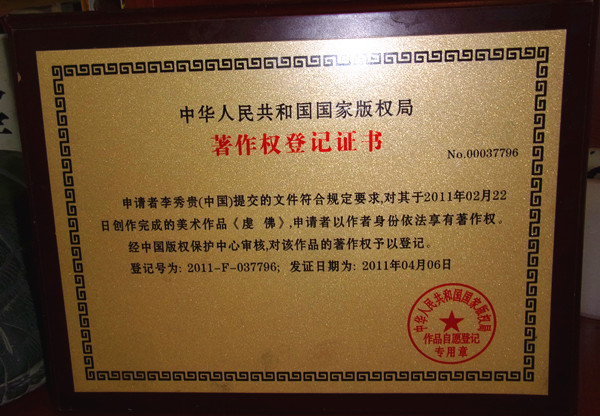 中华人民共和国国家版权局
著作权登记证书
No.00037796
申请者李秀贵(中国)提交的文件符合规定要求,对其于2011年02月22
日创作完成的美术作品《虔 佛》,申请者以作者身份依法享有著作权。
经中国版权保护中心审核,对该作品的著作权予以登记。
登记号为: 2011-F-037796; 发证日期为: 2011年04月06日
中华人民共和国国家版权局
作品自愿登记
专用章